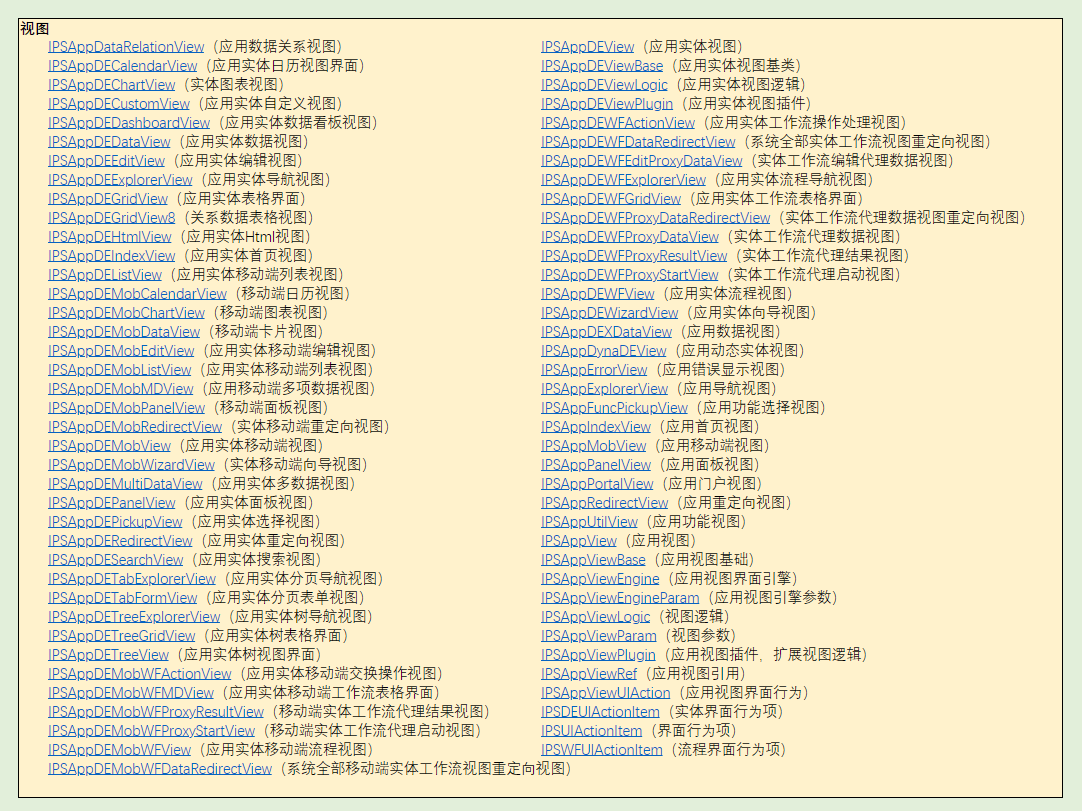 视图
IPSAppDataRelationView（应用数据关系视图）
IPSAppDECalendarView（应用实体日历视图界面）
IPSAppDEChartView（实体图表视图）
IPSAppDECustomView（应用实体自定义视图）
IPSAppDEDashboardView（应用实体数据看板视图）
IPSAppDEDataView（应用实体数据视图）
IPSAppDEEditView（应用实体编辑视图）
IPSAppDEExplorerView（应用实体导航视图）
IPSAppDEGridView（应用实体表格界面）
IPSAppDEGridView8（关系数据表格视图）
IPSAppDEHtmlView（应用实体Html视图）
IPSAppDEIndexView（应用实体首页视图）
IPSAppDEListView（应用实体移动端列表视图）
IPSAppDEMobCalendarView（移动端日历视图）
IPSAppDEMobChartView（移动端图表视图）
IPSAppDEMobDataView（移动端卡片视图）
IPSAppDEMobEditView（应用实体移动端编辑视图）
IPSAppDEMobListView（应用实体移动端列表视图）
IPSAppDEMobMDView（应用移动端多项数据视图）
IPSAppDEMobPanelView（移动端面板视图）
IPSAppDEMobRedirectView（实体移动端重定向视图）
IPSAppDEMobView（应用实体移动端视图）
IPSAppDEMobWizardView（实体移动端向导视图）
IPSAppDEMultiDataView（应用实体多数据视图）
IPSAppDEPanelView（应用实体面板视图）
IPSAppDEPickupView（应用实体选择视图）
IPSAppDERedirectView（应用实体重定向视图）
IPSAppDESearchView（应用实体搜索视图）
IPSAppDETabExplorerView（应用实体分页导航视图）
IPSAppDETabFormView（应用实体分页表单视图）
IPSAppDETreeExplorerView（应用实体树导航视图）
IPSAppDETreeGridView（应用实体树表格界面）
IPSAppDETreeView（应用实体树视图界面）
IPSAppDEMobWFActionView（应用实体移动端交换操作视图）
IPSAppDEMobWFMDView（应用实体移动端工作流表格界面）
IPSAppDEMobWFProxyResultView（移动端实体工作流代理结果视图）
IPSAppDEMobWFProxyStartView（移动端实体工作流代理启动视图）
IPSAppDEMobWFView（应用实体移动端流程视图）
IPSAppDEMobWFDataRedirectView（系统全部移动端实体工作流视图重定向视图）
IPSAppDEView（应用实体视图）
IPSAppDEViewBase（应用实体视图基类）
IPSAppDEViewLogic（应用实体视图逻辑）
IPSAppDEViewPlugin（应用实体视图插件）
IPSAppDEWFActionView（应用实体工作流操作处理视图）
IPSAppDEWFDataRedirectView（系统全部实体工作流视图重定向视图）
IPSAppDEWFEditProxyDataView（实体工作流编辑代理数据视图）
IPSAppDEWFExplorerView（应用实体流程导航视图）
IPSAppDEWFGridView（应用实体工作流表格界面）
IPSAppDEWFProxyDataRedirectView（实体工作流代理数据视图重定向视图）
IPSAppDEWFProxyDataView（实体工作流代理数据视图）
IPSAppDEWFProxyResultView（实体工作流代理结果视图）
IPSAppDEWFProxyStartView（实体工作流代理启动视图）
IPSAppDEWFView（应用实体流程视图）
IPSAppDEWizardView（应用实体向导视图）
IPSAppDEXDataView（应用数据视图）
IPSAppDynaDEView（应用动态实体视图）
IPSAppErrorView（应用错误显示视图）
IPSAppExplorerView（应用导航视图）
IPSAppFuncPickupView（应用功能选择视图）
IPSAppIndexView（应用首页视图）
IPSAppMobView（应用移动端视图）
IPSAppPanelView（应用面板视图）
IPSAppPortalView（应用门户视图）
IPSAppRedirectView（应用重定向视图）
IPSAppUtilView（应用功能视图）
IPSAppView（应用视图）
IPSAppViewBase（应用视图基础）
IPSAppViewEngine（应用视图界面引擎）
IPSAppViewEngineParam（应用视图引擎参数）
IPSAppViewLogic（视图逻辑）
IPSAppViewParam（视图参数）
IPSAppViewPlugin（应用视图插件，扩展视图逻辑）
IPSAppViewRef（应用视图引用）
IPSAppViewUIAction（应用视图界面行为）
IPSDEUIActionItem（实体界面行为项）
IPSUIActionItem（界面行为项）
IPSWFUIActionItem（流程界面行为项）